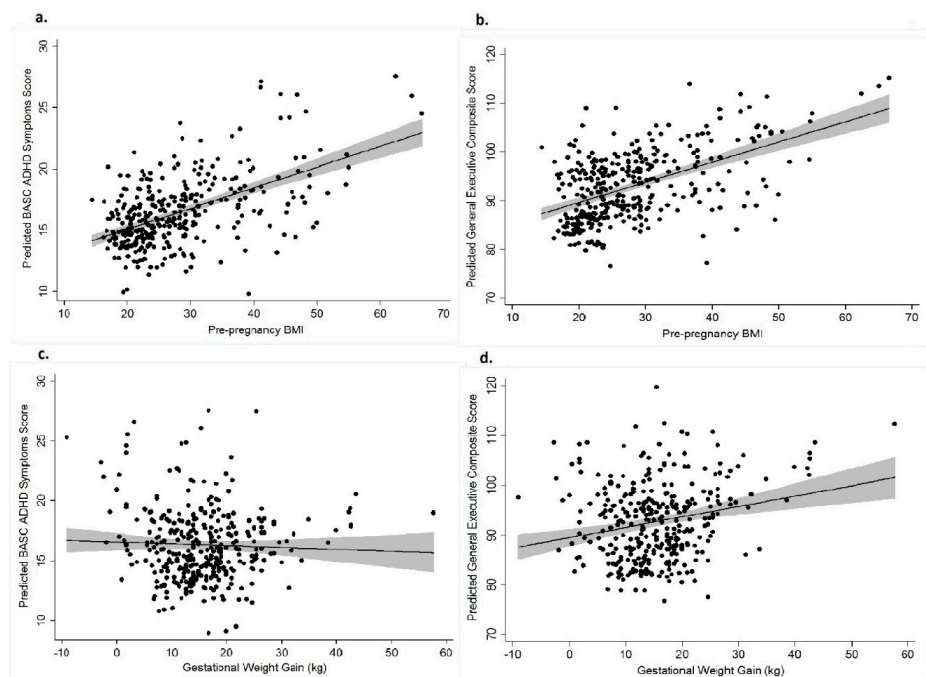 a.
Predicted BASC ADHD Symptoms Score
30
25
20
15
10
10 20 30 40 50 60 70
Pre-pregnancy BMI
b.
Predicted General Executive Composite Score
120
110
100
90
80
70
10 20 30 40 50 60 70
Pre-pregnancy BMI
c.
Predicted BASC ADHD Symptoms Score
30
25
20
15
10
-10 0 10 20 30 40 50 60
Gestational Weight Gain (kg)
d.
Predicted General Executive Composite Score
120
110
100
90
80
70
-10 0 10 20 30 40 50 60
Gestational Weight Gain (kg)